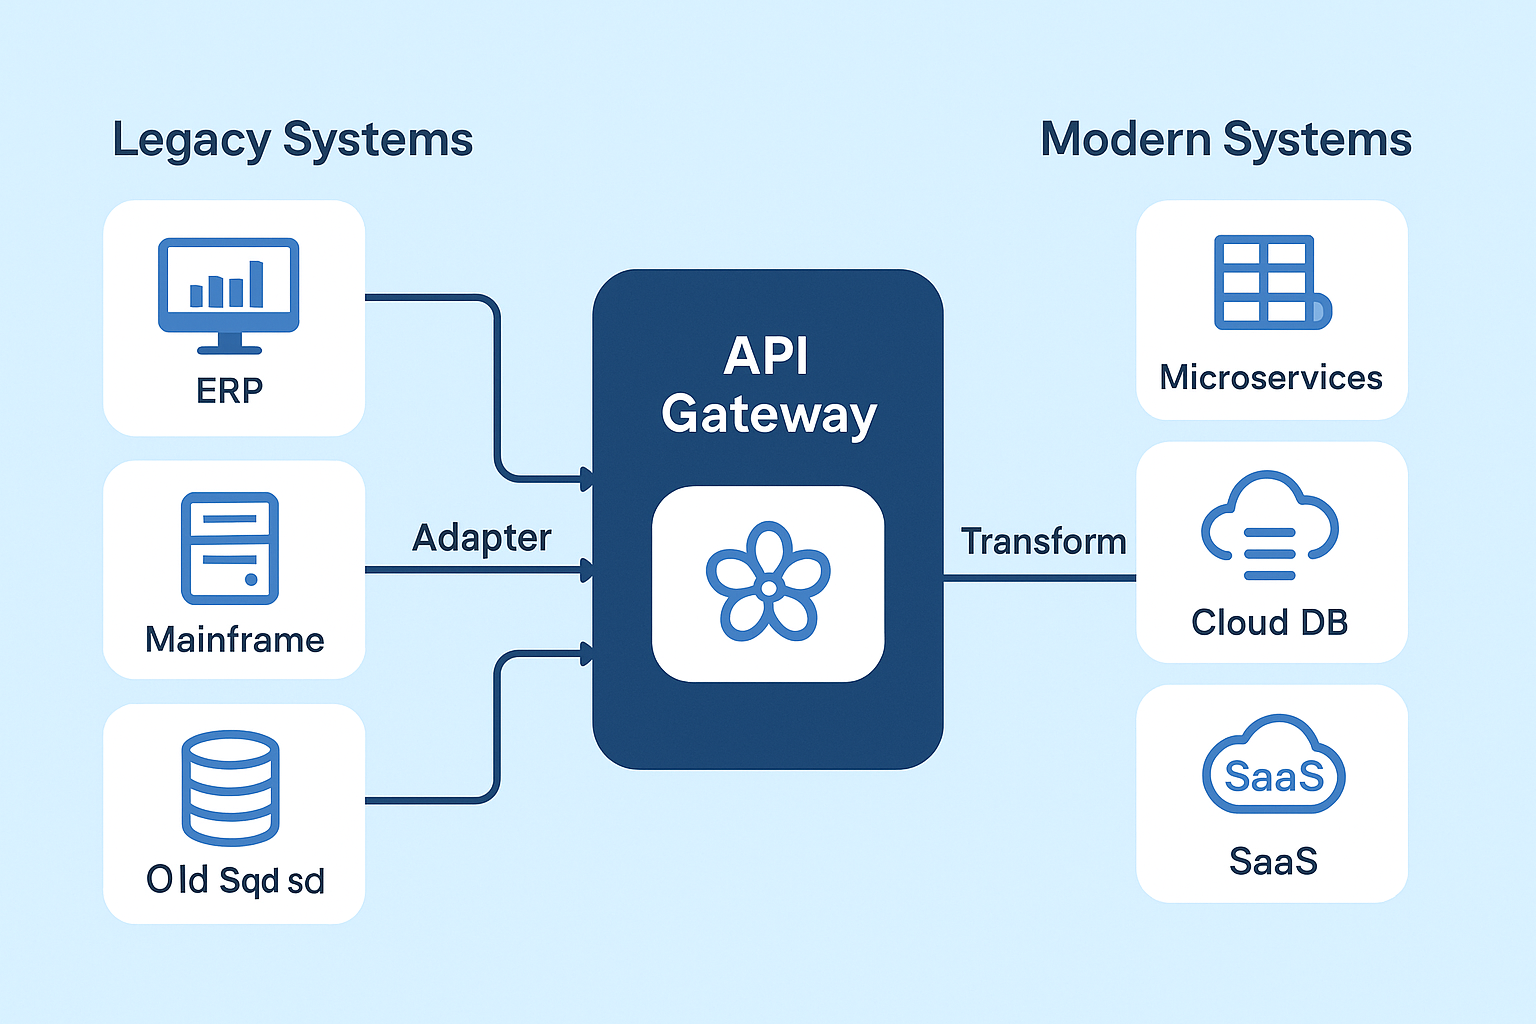 Legacy Systems
Modern Systems
ERP
Mainframe
Old Sqd sd
Adapter
API
Gateway
Transform
Microservices
Cloud DB
SaaS
SaaS